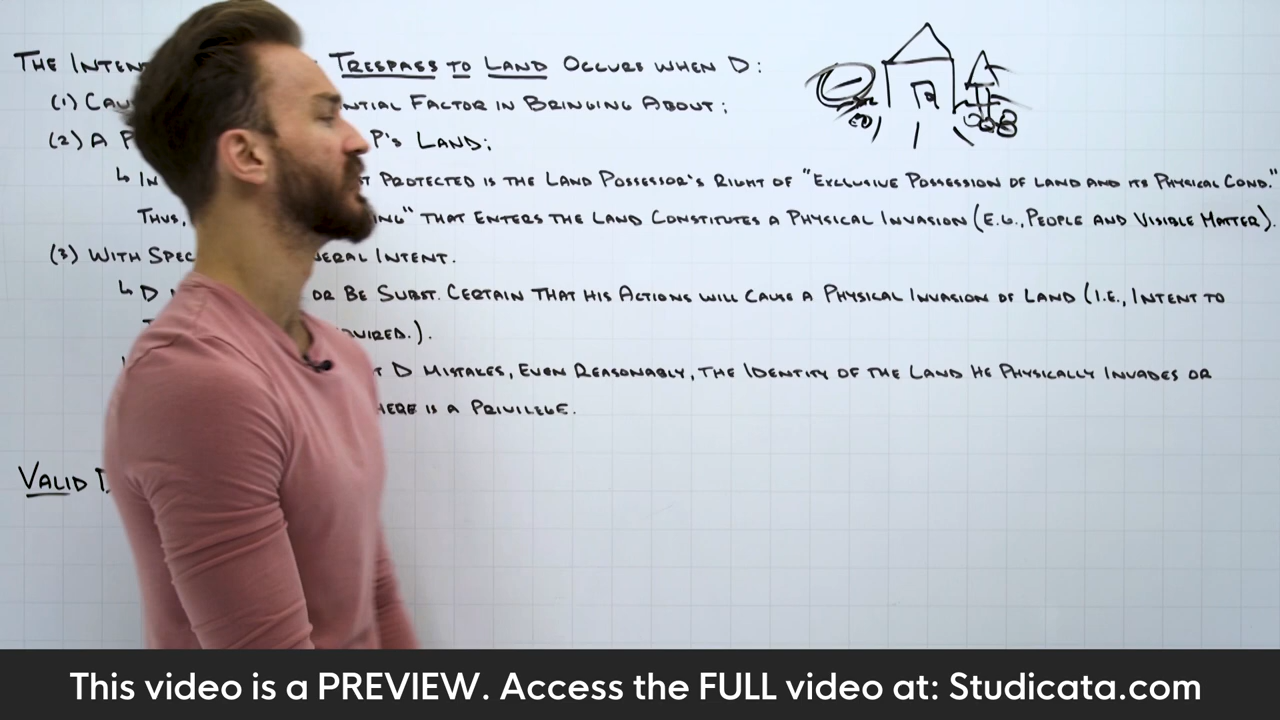 THE INTEN TRESPASS TO LAND OCCURS WHEN D:
(1) CAU NTIAL FACTOR IN BRINGING ABOUT;
(2) A P P'S LAND;
↳ IN T PROTECTED IS THE LAND POSSESSOR'S RIGHT OF "EXCLUSIVE POSSESSION OF LAND AND ITS PHYSICAL COND."
THUS, ING" THAT ENTERS THE LAND CONSTITUTES A PHYSICAL INVASION (E.G., PEOPLE AND VISIBLE MATTER).
(3) WITH SPEC ERAL INTENT.
↳ D OR BE SUBST. CERTAIN THAT HIS ACTIONS WILL CAUSE A PHYSICAL INVASION OF LAND (I.E., INTENT TO
T QUIRED.).
T D MISTAKES, EVEN REASONABLY, THE IDENTITY OF THE LAND HE PHYSICALLY INVADES OR
HERE IS A PRIVILEGE.
VALID
This video is a PREVIEW. Access the FULL video at: Studicata.com